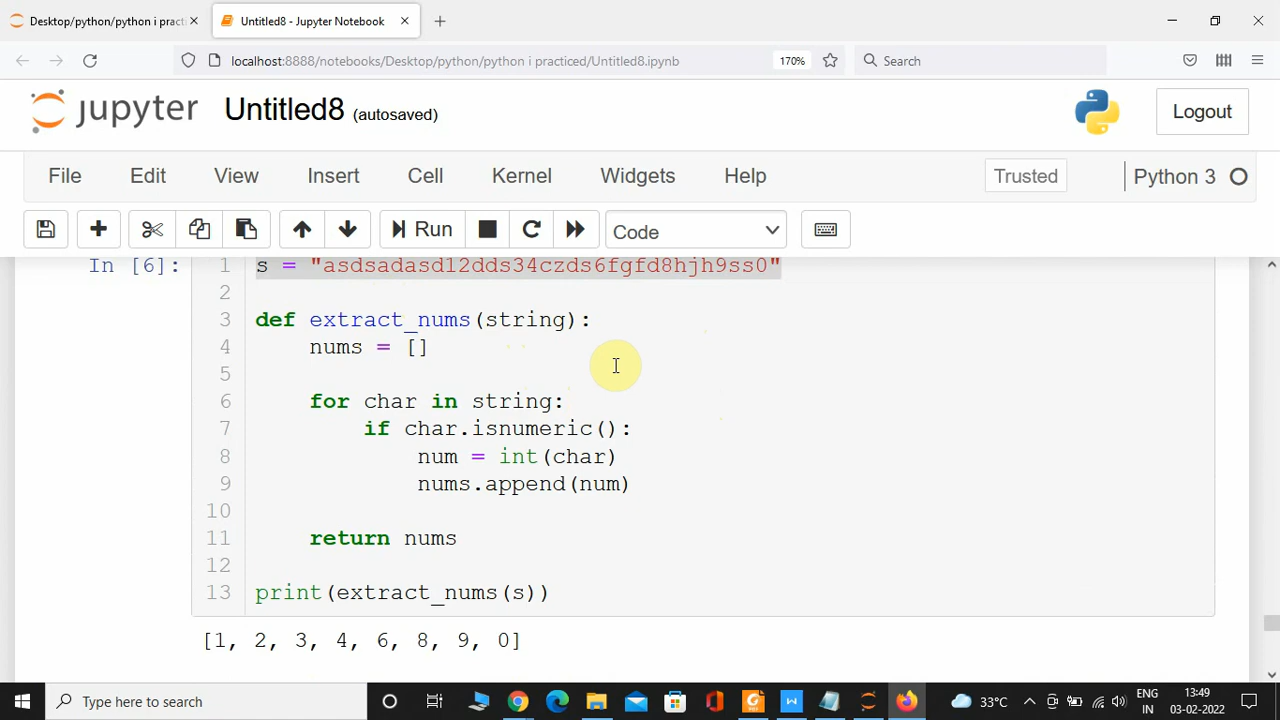 Desktop/python/python i practi
Untitled8 - Jupyter Notebook
localhost:8888/notebooks/Desktop/python/python i practiced/Untitled8.ipynb
170%
Search
jupyter
Untitled8 (autosaved)
Logout
File Edit View Insert Cell Kernel Widgets Help
Trusted
Python 3
Run
Code
In [6]:
1 s = "asdsadasd12dds34czds6fgfd8hjh9ss0"
2
3 def extract_nums(string):
4 nums = []
5
6 for char in string:
7 if char.isnumeric():
8 num = int(char)
9 nums.append(num)
10
11 return nums
12
13 print(extract_nums(s))
[1, 2, 3, 4, 6, 8, 9, 0]
Type here to search
33°C
ENG
IN
13:49
03-02-2022